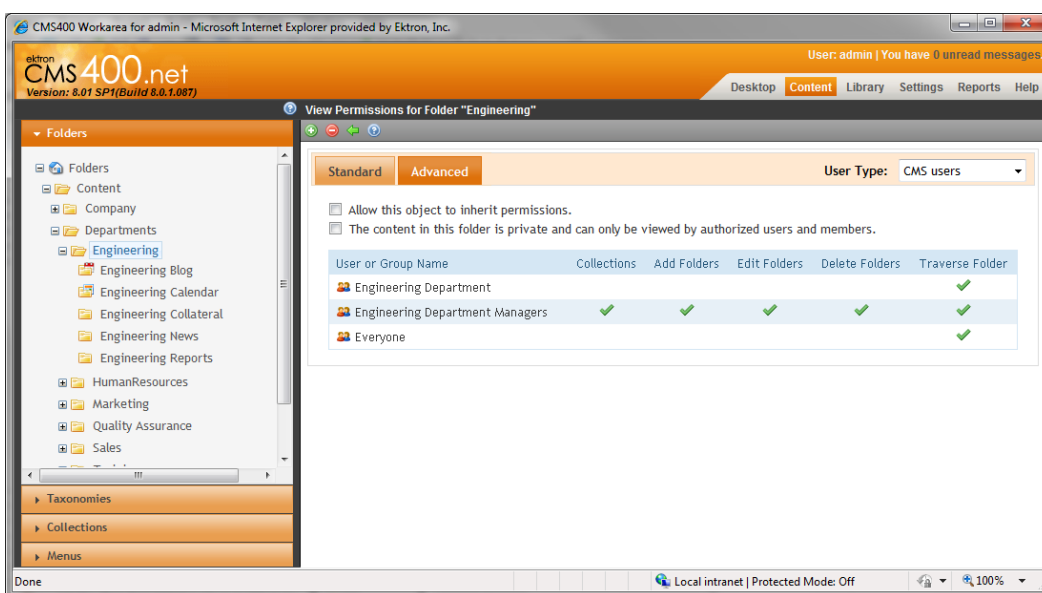 CMS400 Workarea for admin - Microsoft Internet Explorer provided by Ektron, Inc.
User: admin | You have 0 unread messages
ektron
CMS400.net
Version: 8.01 SP1(Build 8.0.1.087)
Desktop Content Library Settings Reports Help
View Permissions for Folder "Engineering"
Folders
Folders
Content
Company
Departments
Engineering
Engineering Blog
Engineering Calendar
Engineering Collateral
Engineering News
Engineering Reports
HumanResources
Marketing
Quality Assurance
Sales
Taxonomies
Collections
Menus
Standard Advanced
User Type: CMS users
Allow this object to inherit permissions.
The content in this folder is private and can only be viewed by authorized users and members.
User or Group Name Collections Add Folders Edit Folders Delete Folders Traverse Folder
Engineering Department
Engineering Department Managers
Everyone
Done
Local intranet | Protected Mode: Off
100%